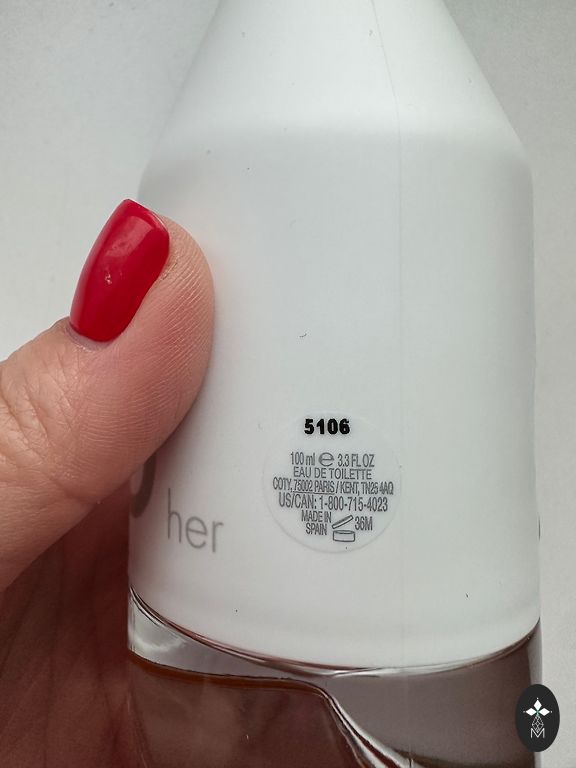 her
5106
100 ml ℮ 3.3 FL OZ
EAU DE TOILETTE
COTY, 75002 PARIS / KENT, TN25 4AQ
US/CAN: 1-800-715-4023
MADE IN
SPAIN
36M